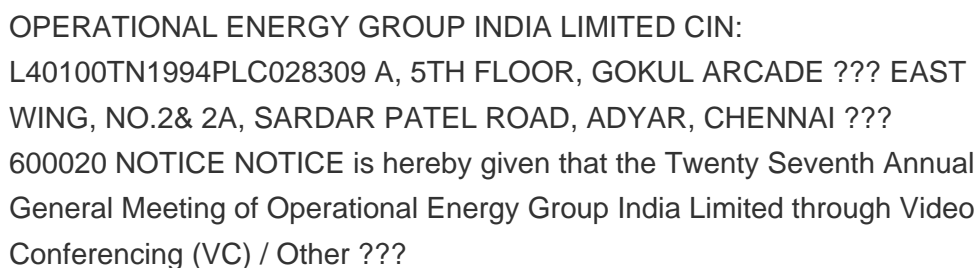 OPERATIONAL ENERGY GROUP INDIA LIMITED CIN:
L40100TN1994PLC028309 A, 5TH FLOOR, GOKUL ARCADE ??? EAST
WING, NO.2& 2A, SARDAR PATEL ROAD, ADYAR, CHENNAI ???
600020 NOTICE NOTICE is hereby given that the Twenty Seventh Annual
General Meeting of Operational Energy Group India Limited through Video
Conferencing (VC) / Other ???